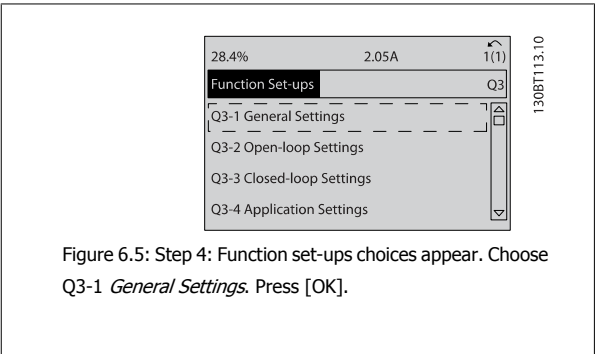 28.4% 2.05A 1(1)
Function Set-ups Q3
Q3-1 General Settings
Q3-2 Open-loop Settings
Q3-3 Closed-loop Settings
Q3-4 Application Settings
130BT113.10
Figure 6.5: Step 4: Function set-ups choices appear. Choose
Q3-1 General Settings. Press [OK].